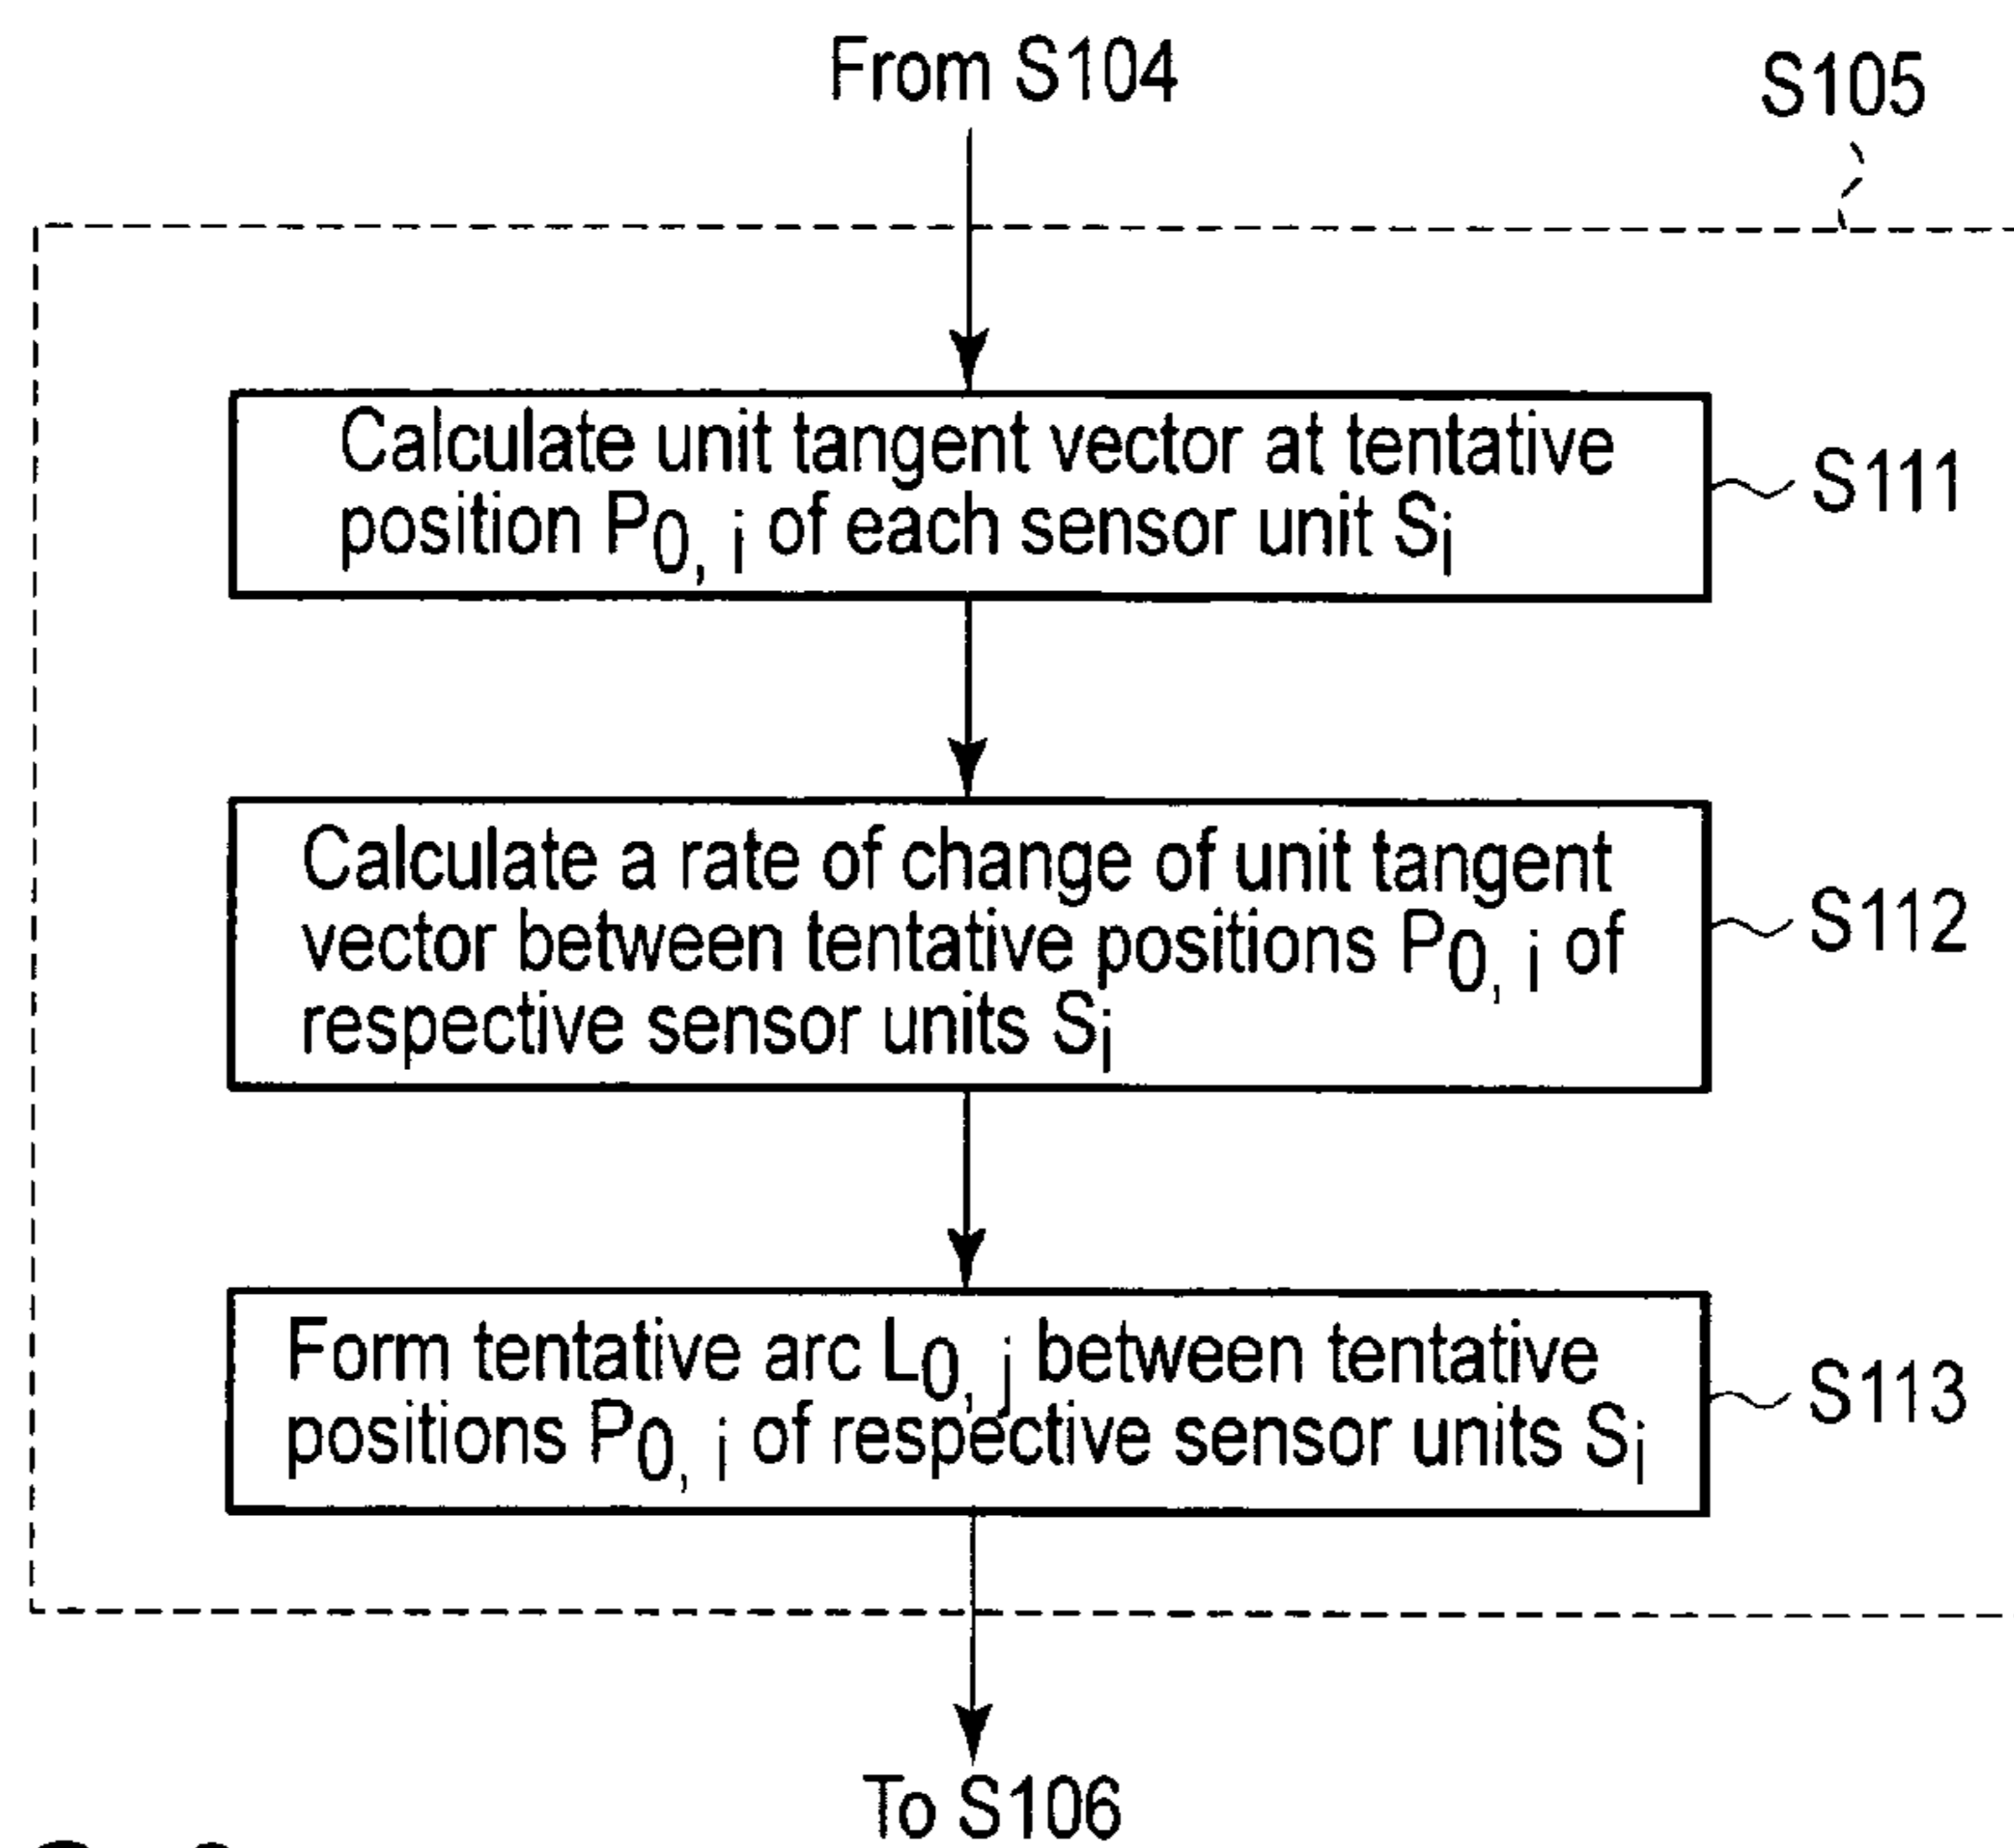 From S104
S105
Calculate unit tangent vector at tentative
position P0, i of each sensor unit Si
S111
Calculate a rate of change of unit tangent
vector between tentative positions P0, i of
respective sensor units Si
S112
Form tentative arc L0, j between tentative
positions P0, i of respective sensor units Si
S113
To S106